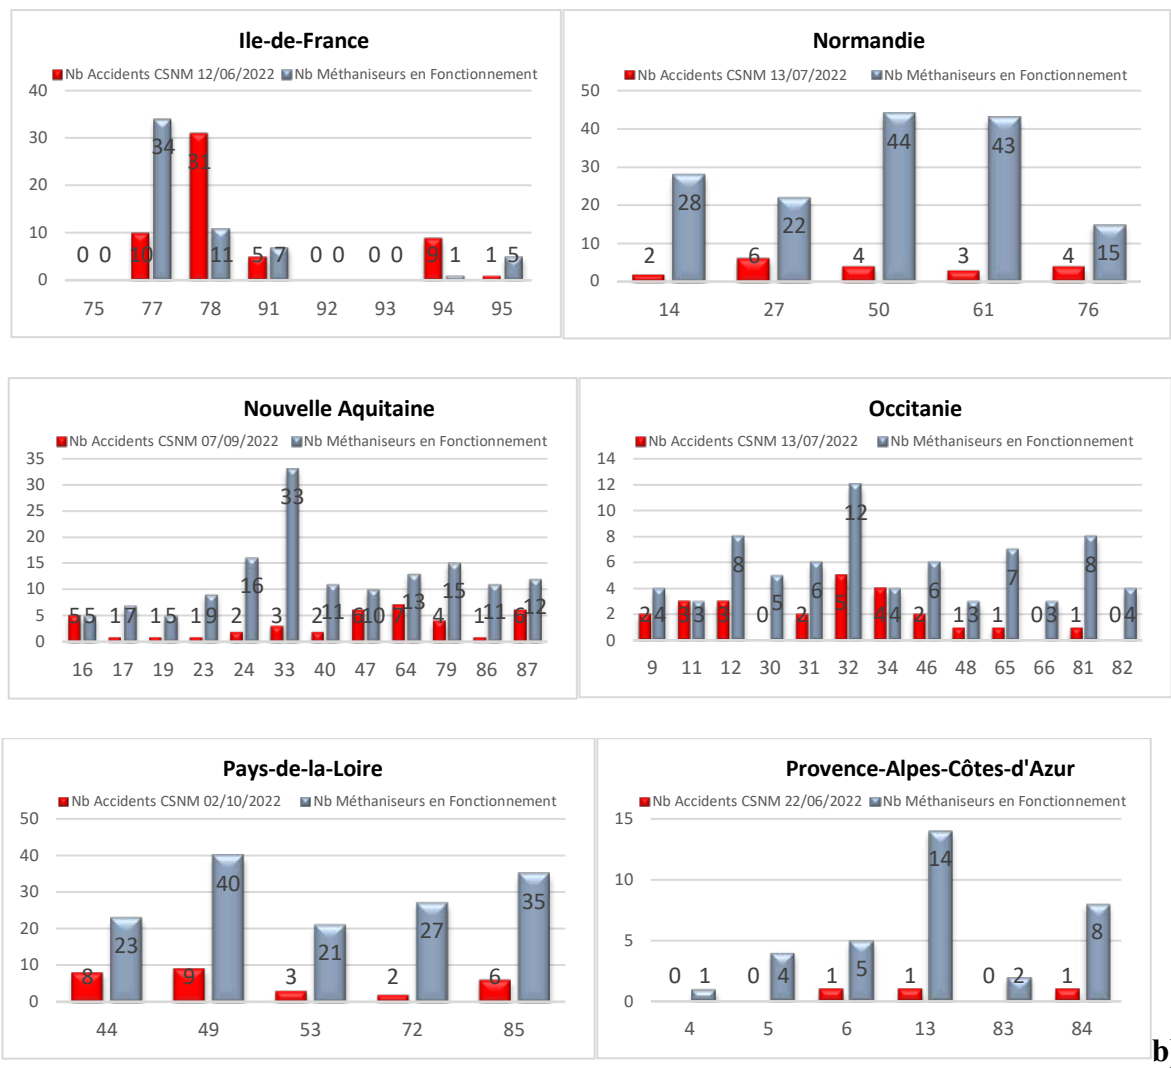 Ile-de-France
Nb Accidents CSNM 12/06/2022 Nb Méthaniseurs en Fonctionnement
40
30
20
10
0
0 0 10 34 31 11 5 7 0 0 0 0 9 1 1 5
75 77 78 91 92 93 94 95
Normandie
Nb Accidents CSNM 13/07/2022 Nb Méthaniseurs en Fonctionnement
50
40
30
20
10
0
2 28 6 22 4 44 3 43 4 15
14 27 50 61 76
Nouvelle Aquitaine
Nb Accidents CSNM 07/09/2022 Nb Méthaniseurs en Fonctionnement
35
30
25
20
15
10
5
0
5 5 1 7 1 5 1 9 2 16 3 33 2 11 6 10 7 13 4 15 1 11 6 12
16 17 19 23 24 33 40 47 64 79 86 87
Occitanie
Nb Accidents CSNM 13/07/2022 Nb Méthaniseurs en Fonctionnement
14
12
10
8
6
4
2
0
2 4 3 3 3 8 0 5 2 6 5 12 4 4 2 6 1 3 1 7 0 3 1 8 0 4
9 11 12 30 31 32 34 46 48 65 66 81 82
Pays-de-la-Loire
Nb Accidents CSNM 02/10/2022 Nb Méthaniseurs en Fonctionnement
50
40
30
20
10
0
8 23 9 40 3 21 2 27 6 35
44 49 53 72 85
Provence-Alpes-Côtes-d'Azur
Nb Accidents CSNM 22/06/2022 Nb Méthaniseurs en Fonctionnement
15
10
5
0
0 1 0 4 1 5 1 14 0 2 1 8
4 5 6 13 83 84
b)